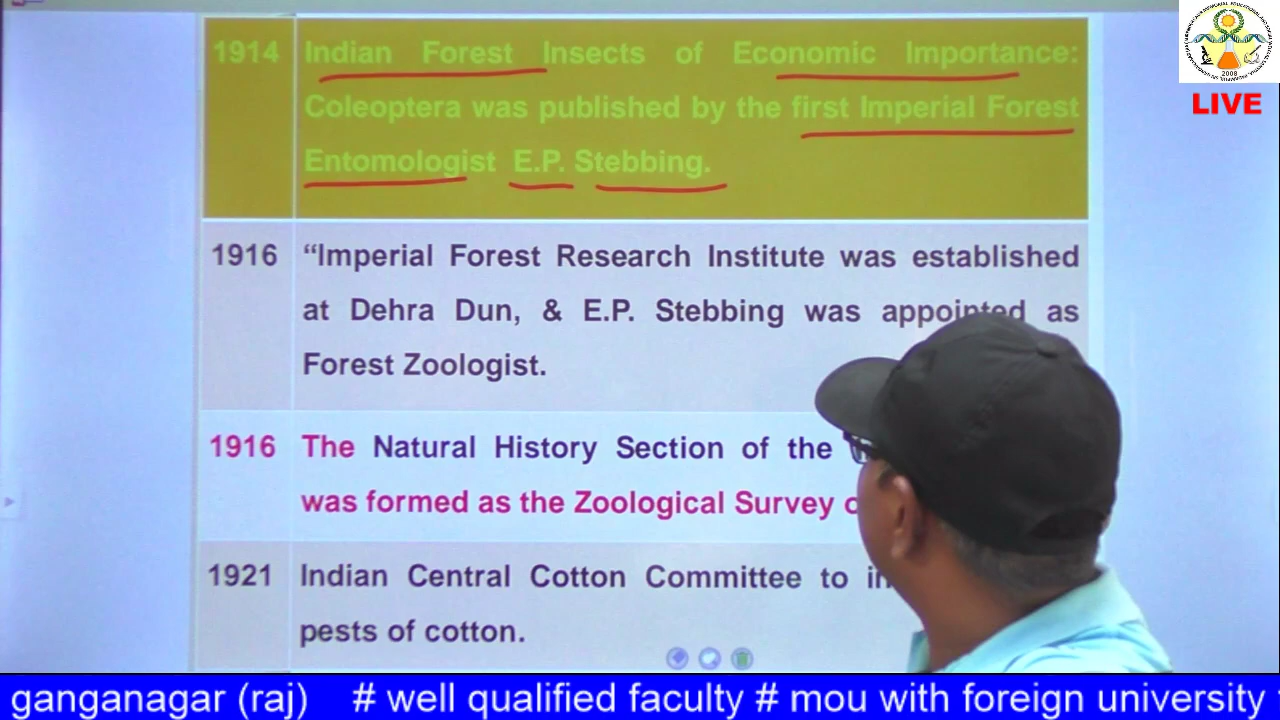 1914 Indian Forest Insects of Economic Importance:
Coleoptera was published by the first Imperial Forest
Entomologist E.P. Stebbing.
1916 “Imperial Forest Research Institute was established
at Dehra Dun, & E.P. Stebbing was appointed as
Forest Zoologist.
1916 The Natural History Section of the
was formed as the Zoological Survey
1921 Indian Central Cotton Committee to
pests of cotton.
2008
LIVE
ganganagar (raj) # well qualified faculty # mou with foreign university